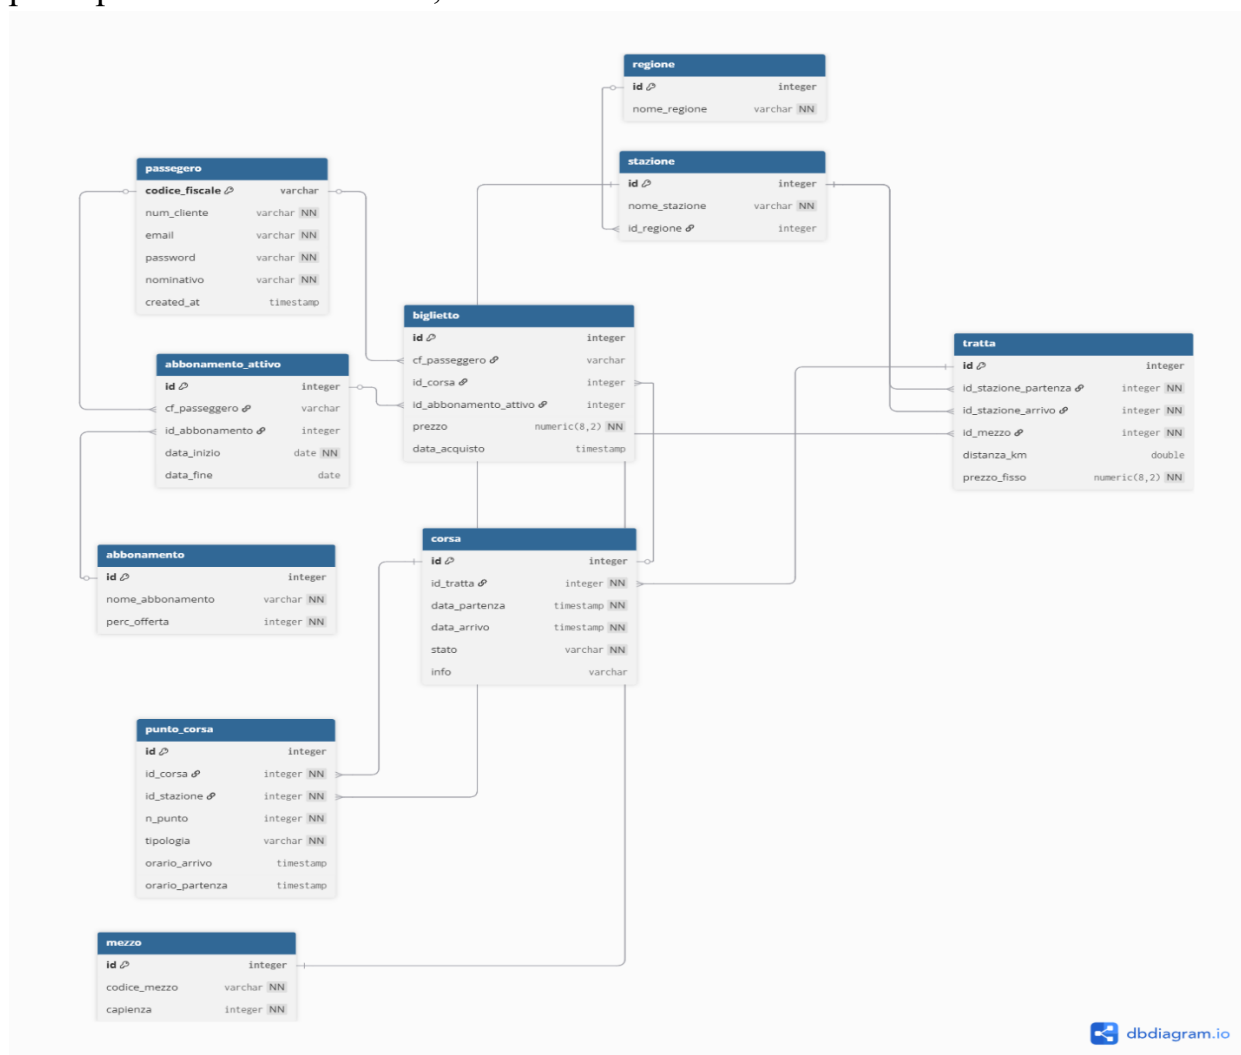 regione
id integer
nome_regione varchar NN
stazione
id integer
nome_stazione varchar NN
id_regione integer
passegero
codice_fiscale varchar
num_cliente varchar NN
email varchar NN
password varchar NN
nominativo varchar NN
created_at timestamp
biglietto
id integer
cf_passeggero varchar
id_corsa integer
id_abbonamento_attivo integer
prezzo numeric(8,2) NN
data_acquisto timestamp
tratta
id integer
id_stazione_partenza integer NN
id_stazione_arrivo integer NN
id_mezzo integer NN
distanza_km double
prezzo_fisso numeric(8,2) NN
abbonamento_attivo
id integer
cf_passeggero varchar
id_abbonamento integer
data_inizio date NN
data_fine date
corsa
id integer
id_tratta integer NN
data_partenza timestamp NN
data_arrivo timestamp NN
stato varchar NN
info varchar
abbonamento
id integer
nome_abbonamento varchar NN
perc_offerta integer NN
punto_corsa
id integer
id_corsa integer NN
id_stazione integer NN
n_punto integer NN
tipologia varchar NN
orario_arrivo timestamp
orario_partenza timestamp
mezzo
id integer
codice_mezzo varchar NN
capienza integer NN
dbdiagram.io